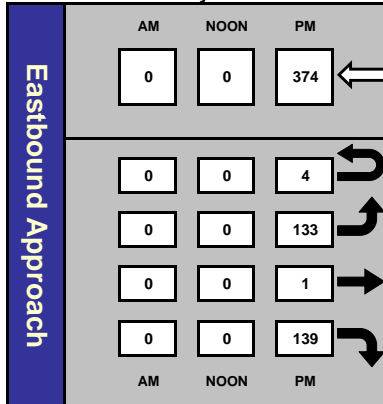 AM NOON PM
0 0 374
Eastbound Approach
0 0 4
0 0 133
0 0 1
0 0 139
AM NOON PM